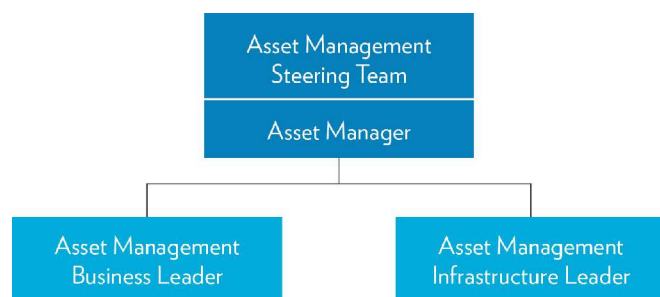 Asset Management
Steering Team
Asset Manager
Asset Management
Business Leader
Asset Management
Infrastructure Leader